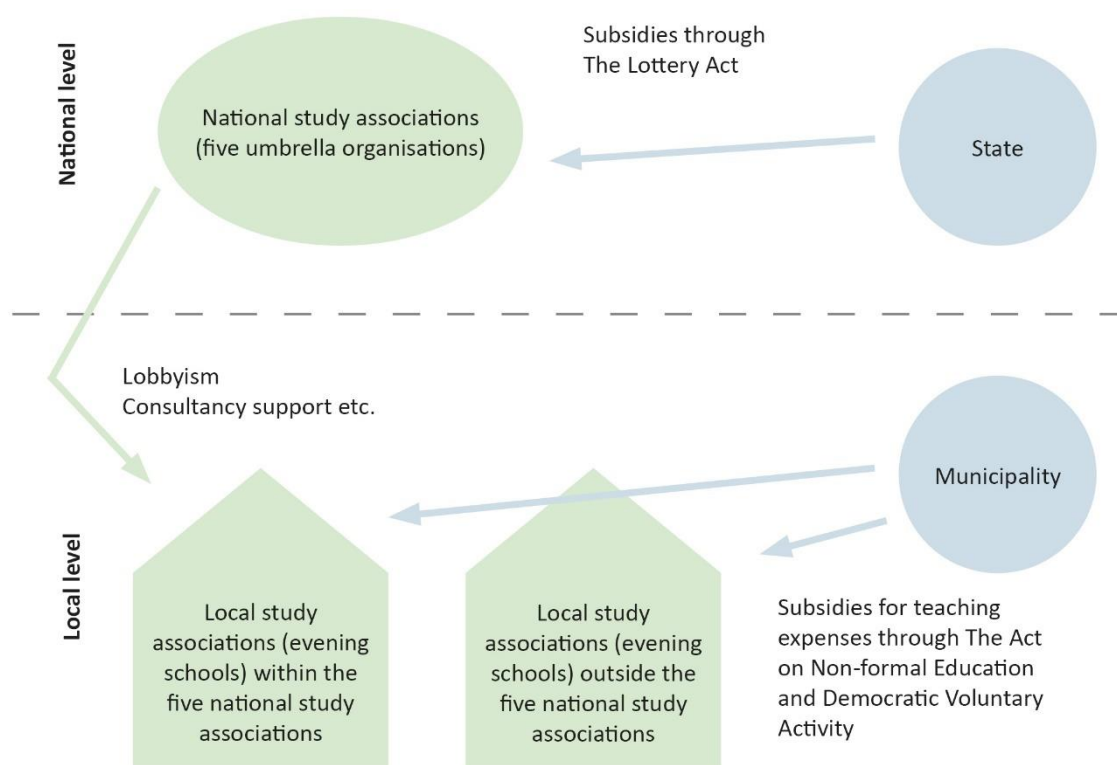 National level
Subsidies through
The Lottery Act
National study associations
(five umbrella organisations)
State
Lobbyism
Consultancy support etc.
Municipality
Local level
Local study
associations (evening
schools) within the
five national study
associations
Local study
associations (evening
schools) outside the
five national study
associations
Subsidies for teaching
expenses through The Act
on Non-formal Education
and Democratic Voluntary
Activity